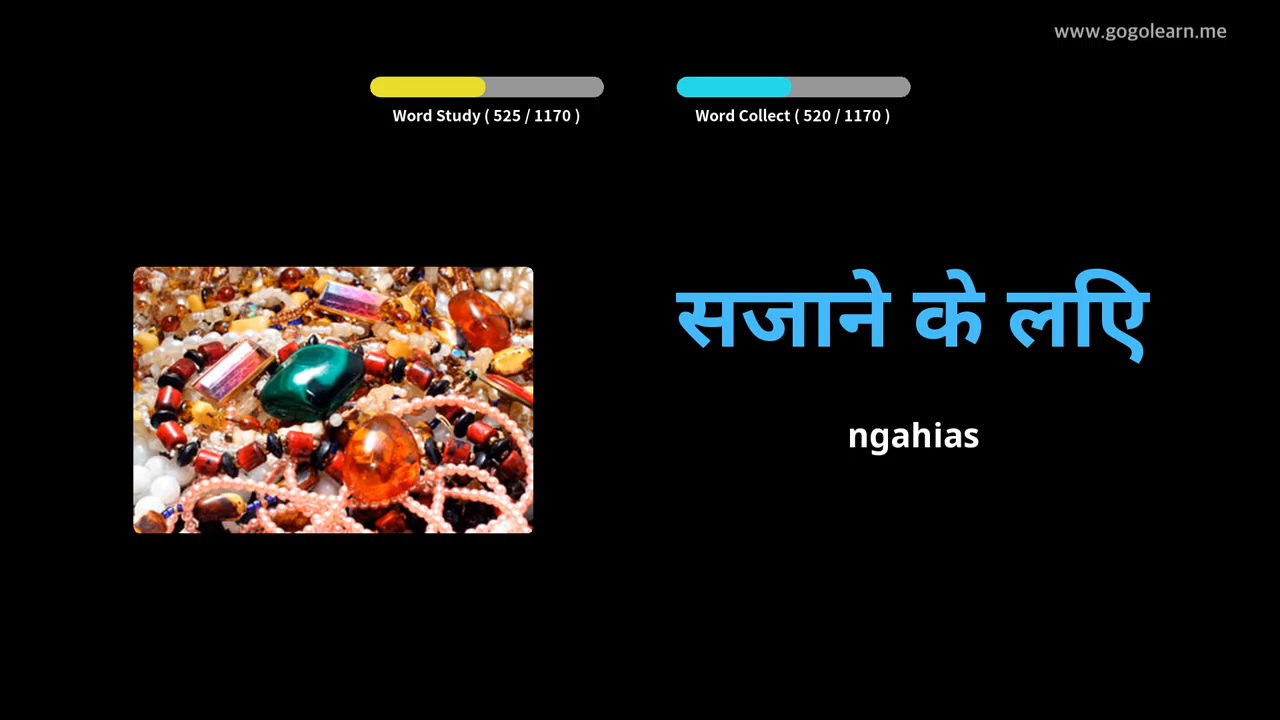 www.gogolearn.me
Word Study ( 525 / 1170 )
Word Collect ( 520 / 1170 )
सजाने के लिए
ngahias